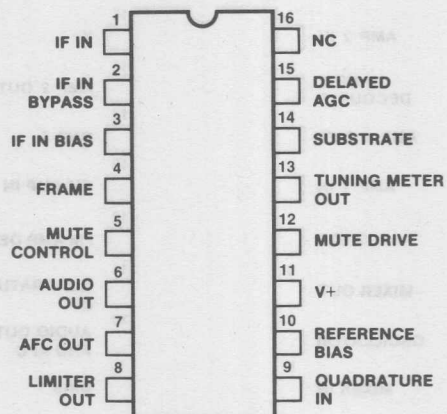 1
IF IN
2
IF IN
BYPASS
3
IF IN BIAS
4
FRAME
5
MUTE
CONTROL
6
AUDIO
OUT
7
AFC OUT
8
LIMITER
OUT
16
NC
15
DELAYED
AGC
14
SUBSTRATE
13
TUNING METER
OUT
12
MUTE DRIVE
11
V+
10
REFERENCE
BIAS
9
QUADRATURE
IN